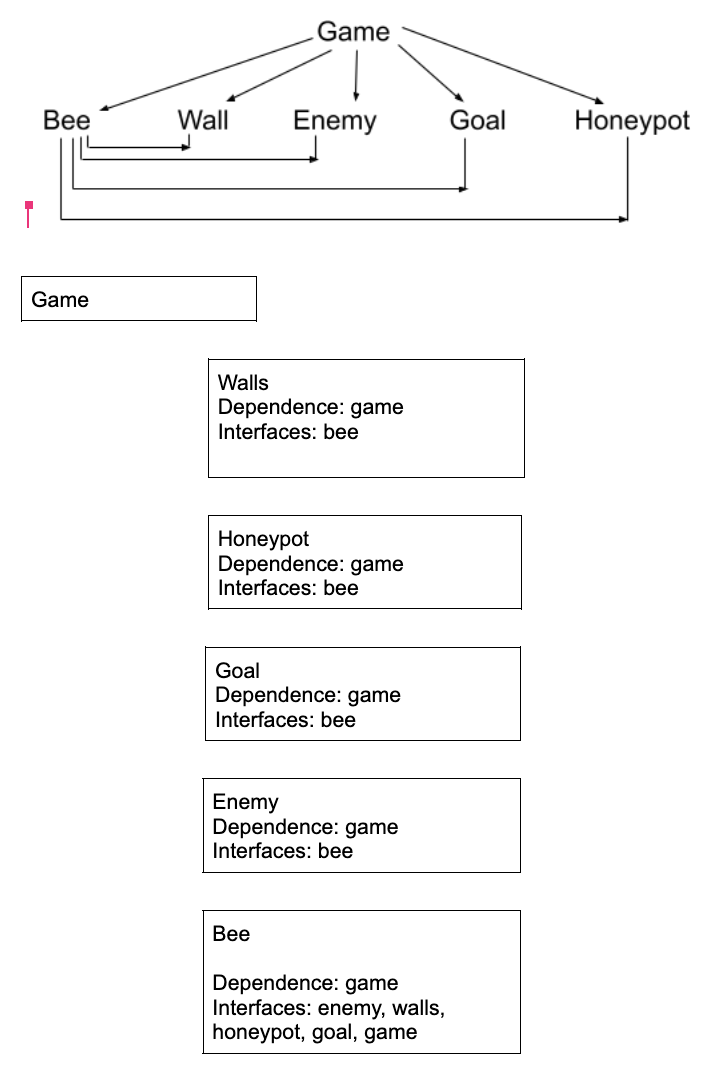 Game
Bee Wall Enemy Goal Honeypot
Game
Walls
Dependence: game
Interfaces: bee
Honeypot
Dependence: game
Interfaces: bee
Goal
Dependence: game
Interfaces: bee
Enemy
Dependence: game
Interfaces: bee
Bee
Dependence: game
Interfaces: enemy, walls,
honeypot, goal, game